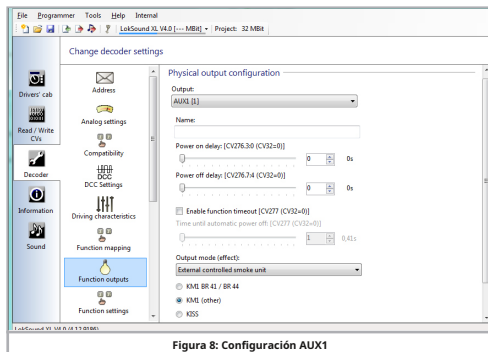 File Programmer Tools Help Internal
LokSound XL V4.0 [--- MBit] Project: 32 MBit
Change decoder settings
Drivers' cab
Read / Write CVs
Decoder
Information
Sound
Address
Analog settings
Compatibility
DCC
DCC Settings
Driving characteristics
Function mapping
Function outputs
Function settings
Physical output configuration
Output:
AUX1 [1]
Name:
Power on delay: [CV276.3:0 (CV32=0)]
0 0s
Power off delay: [CV276.7:4 (CV32=0)]
0 0s
Enable function timeout [CV277 (CV32=0)]
Time until automatic power off: [CV277 (CV32=0)]
1 0,41s
Output mode (effect):
External controlled smoke unit
KM1 BR 41 / BR 44
KM1 (other)
KISS
Figura 8: Configuración AUX1